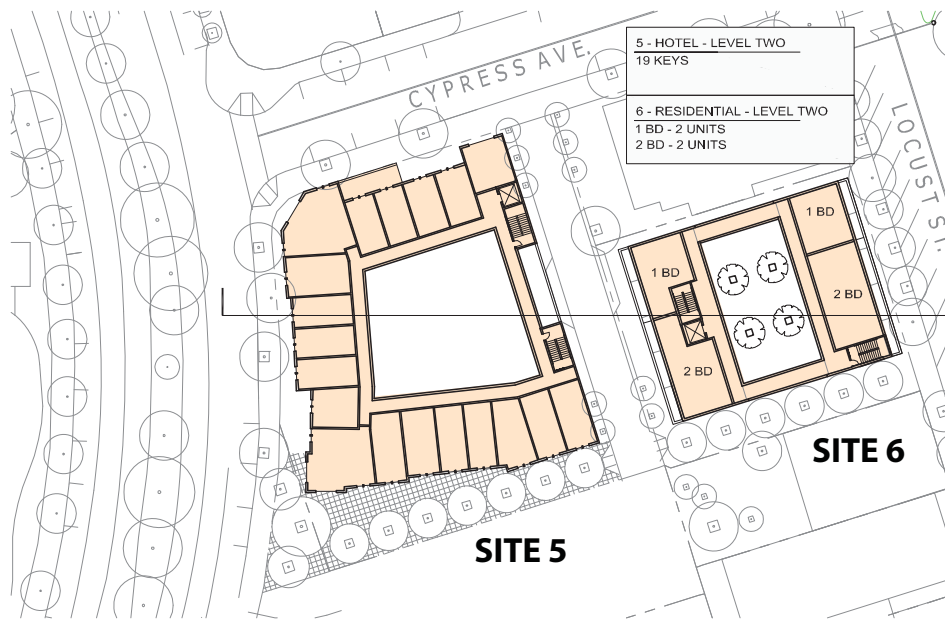 CYPRESS AVE.
5 - HOTEL - LEVEL TWO
19 KEYS
6 - RESIDENTIAL - LEVEL TWO
1 BD - 2 UNITS
2 BD - 2 UNITS
LOCUST ST.
1 BD
1 BD
2 BD
2 BD
SITE 6
SITE 5